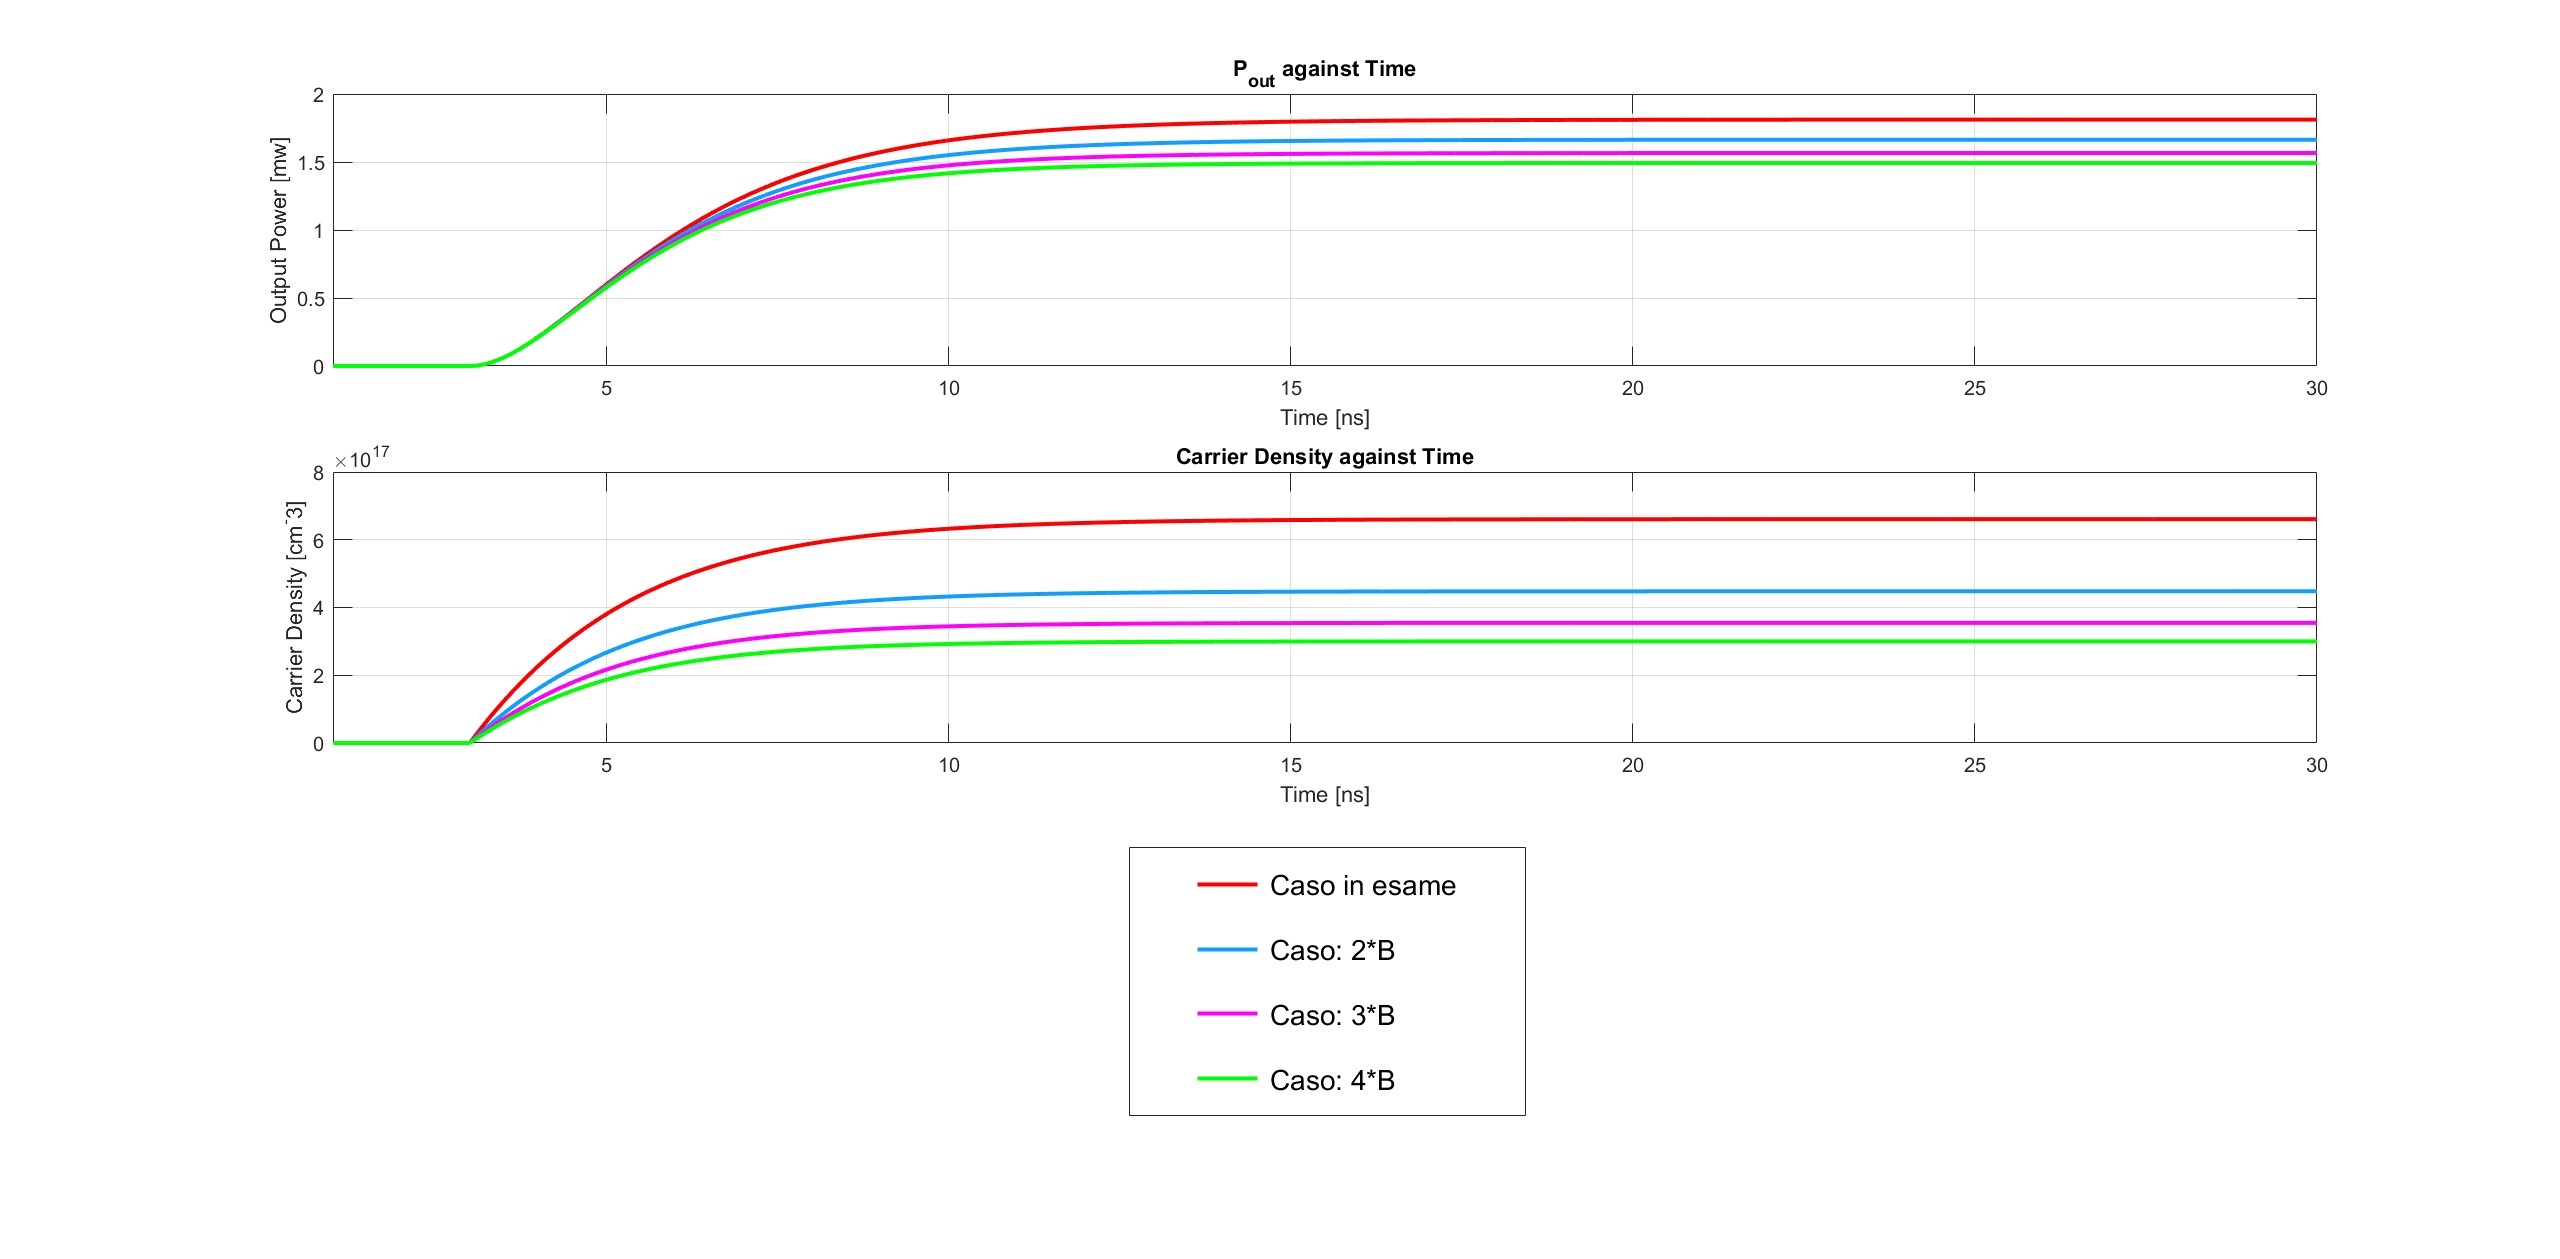 P_out against Time
Output Power [mw]
2
1.5
1
0.5
0
5 10 15 20 25 30
Time [ns]
×10^17
Carrier Density against Time
Carrier Density [cm^-3]
8
6
4
2
0
5 10 15 20 25 30
Time [ns]
Caso in esame
Caso: 2*B
Caso: 3*B
Caso: 4*B